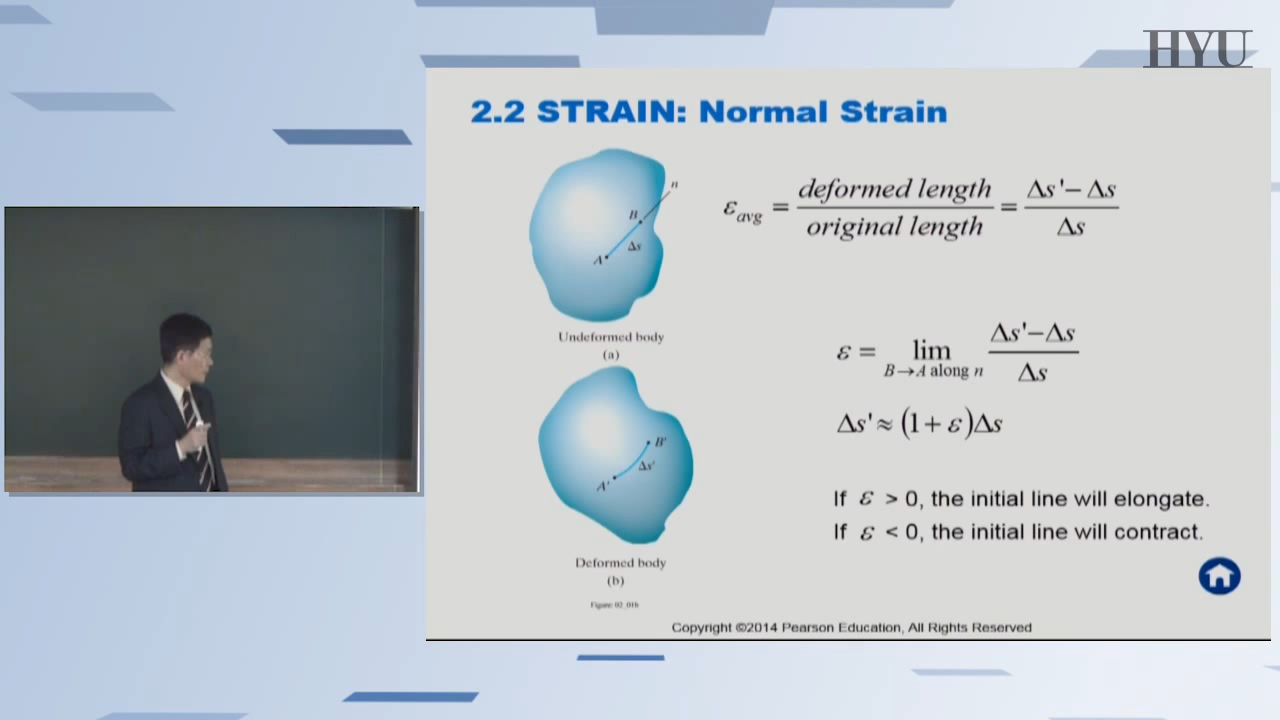 HYU
2.2 STRAIN: Normal Strain
n
B
Δs
A
Undeformed body
(a)
ε_avg = deformed length / original length = Δs' − Δs / Δs
ε = lim B→A along n Δs' − Δs / Δs
Δs' ≈ (1 + ε)Δs
B'
Δs'
A'
Deformed body
(b)
Figure: 02_01b
If ε > 0, the initial line will elongate.
If ε < 0, the initial line will contract.
Copyright ©2014 Pearson Education, All Rights Reserved